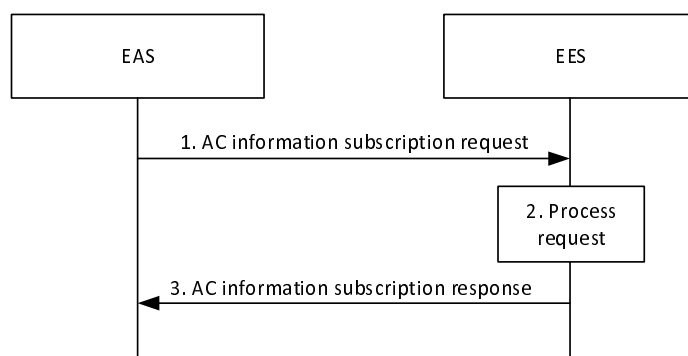 EAS
EES
1. AC information subscription request
2. Process
request
3. AC information subscription response